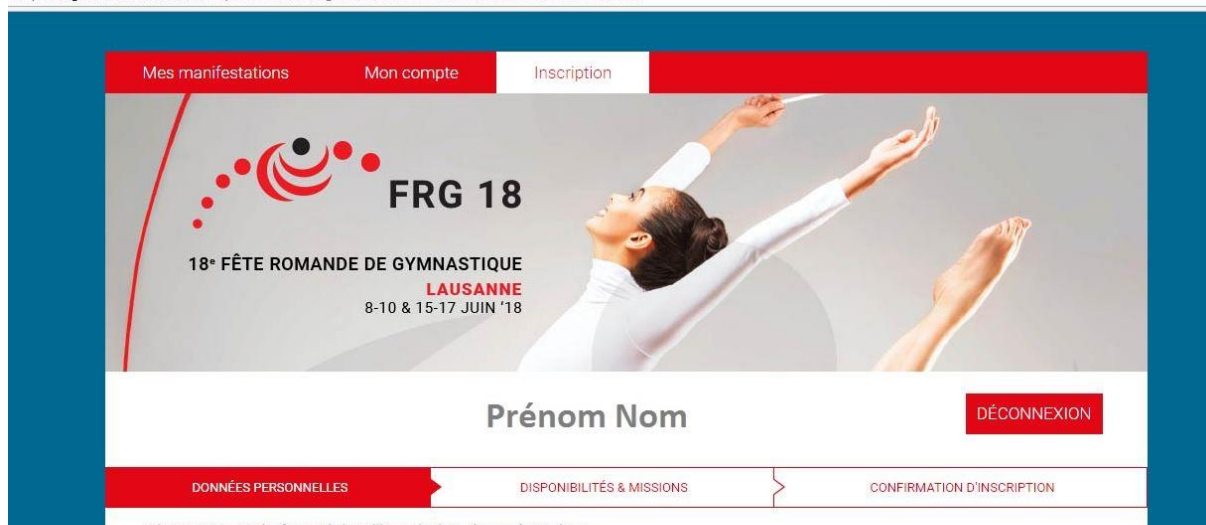 Mes manifestations Mon compte Inscription
FRG 18
18e FÊTE ROMANDE DE GYMNASTIQUE
LAUSANNE
8-10 & 15-17 JUIN ‘18
Prénom Nom
DÉCONNEXION
DONNÉES PERSONNELLES DISPONIBILITÉS & MISSIONS CONFIRMATION D'INSCRIPTION